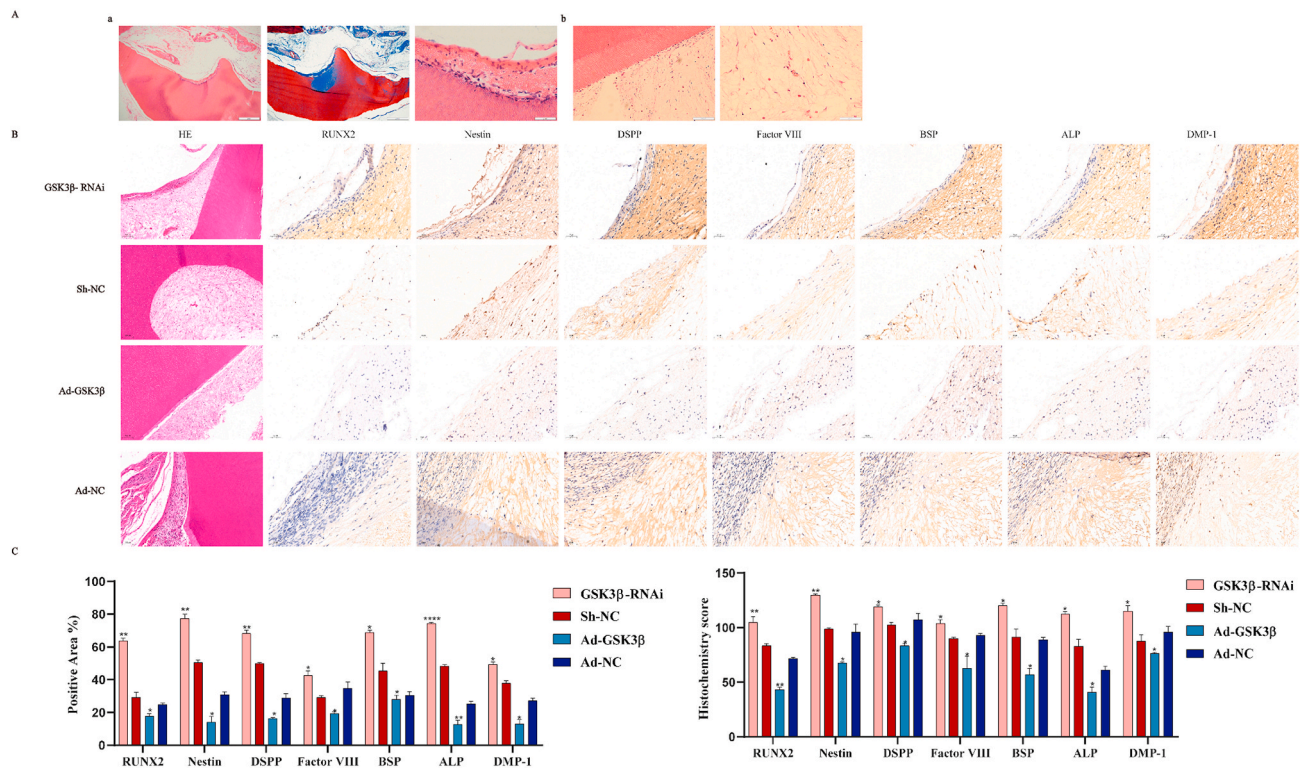 A
a
b
B
HE RUNX2 Nestin DSPP Factor VIII BSP ALP DMP-1
GSK3β- RNAi
Sh-NC
Ad-GSK3β
Ad-NC
C
Positive Area %)
100
80
60
40
20
0
** ** ** * * **** *
* * * * * ** *
RUNX2 Nestin DSPP Factor VIII BSP ALP DMP-1
GSK3β-RNAi
Sh-NC
Ad-GSK3β
Ad-NC
Histochemistry score
150
100
50
0
** ** * * * * *
** * # # * * *
RUNX2 Nestin DSPP Factor VIII BSP ALP DMP-1
GSK3β-RNAi
Sh-NC
Ad-GSK3β
Ad-NC